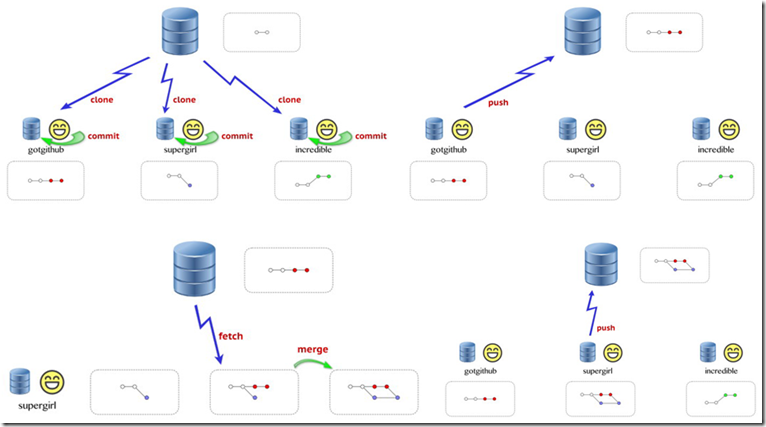 clone
clone
clone
commit
commit
commit
gotgithub
supergirl
incredible
push
gotgithub
supergirl
incredible
fetch
merge
supergirl
push
gotgithub
supergirl
incredible